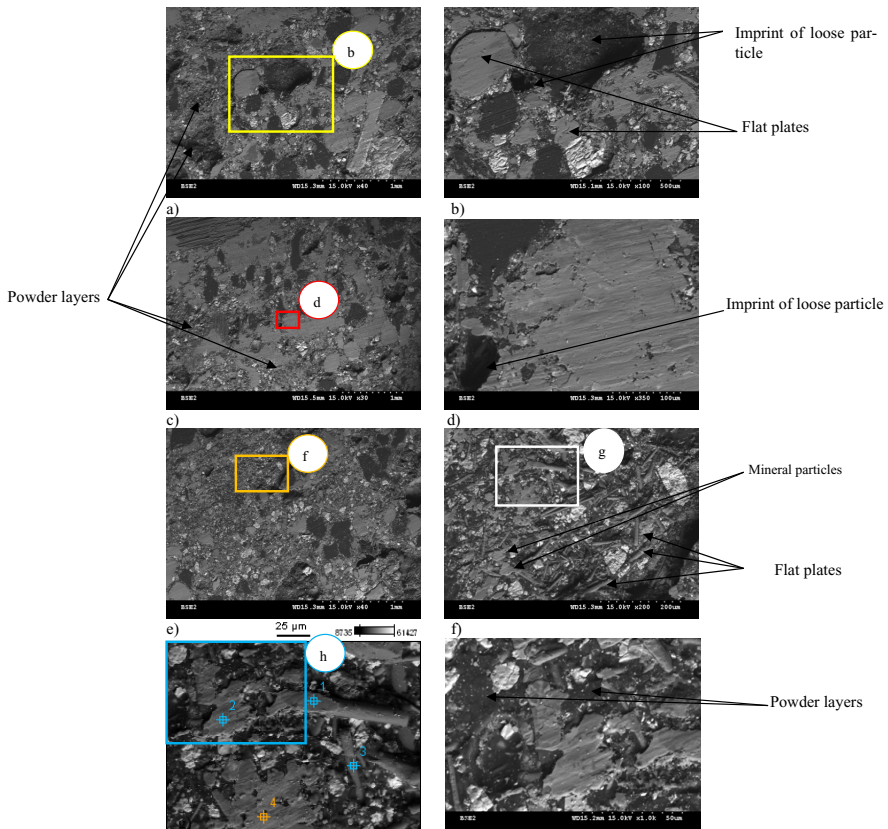 b
Imprint of loose par-
ticle
Flat plates
BSE2 WD15.3mm 15.0kV x40 1mm
BSE2 WD15.1mm 15.0kV x100 500um
a)
b)
Powder layers
d
Imprint of loose particle
BSE2 WD15.5mm 15.0kV x30 1mm
BSE2 WD15.3mm 15.0kV x350 100um
c)
d)
f
g
Mineral particles
Flat plates
BSE2 WD15.3mm 15.0kV x40 1mm
BSE2 WD15.3mm 15.0kV x200 200um
e)
25 µm
8735 61427
f)
h
1
2
3
4
Powder layers
BSE2 WD15.2mm 15.0kV x1.0k 50um